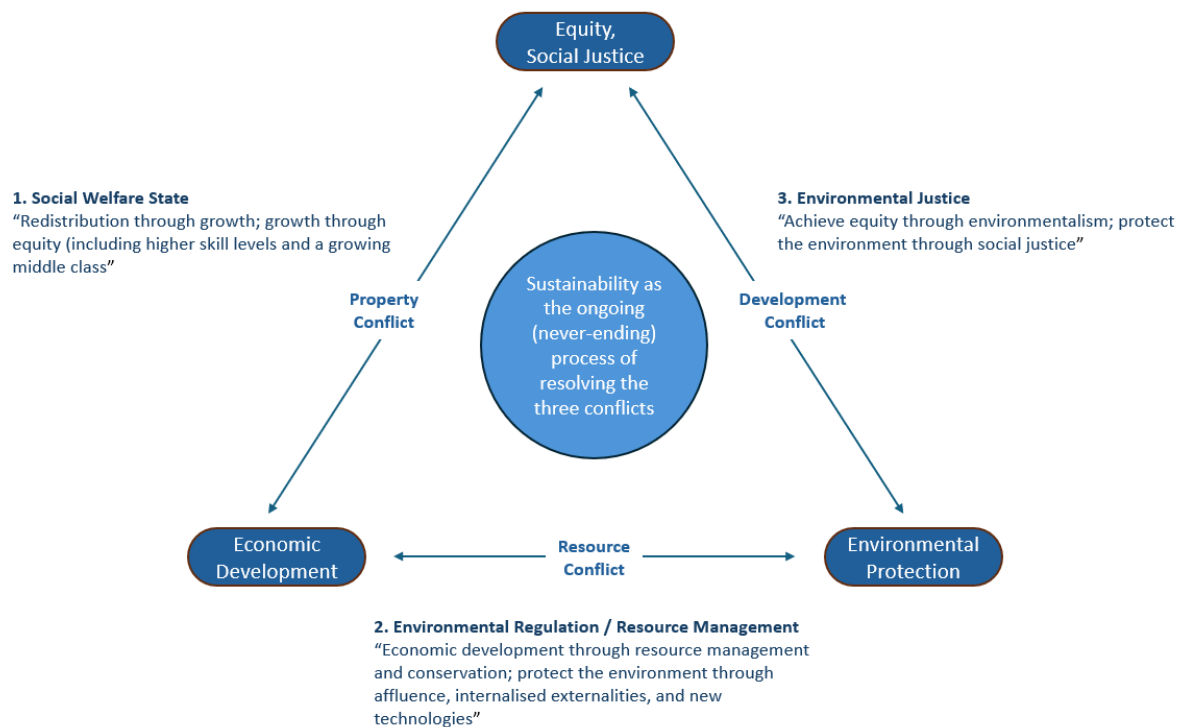 Equity,
Social Justice
1. Social Welfare State
“Redistribution through growth; growth through
equity (including higher skill levels and a growing
middle class”
3. Environmental Justice
“Achieve equity through environmentalism; protect
the environment through social justice”
Property
Conflict
Sustainability as
the ongoing
(never-ending)
process of
resolving the
three conflicts
Development
Conflict
Economic
Development
Resource
Conflict
Environmental
Protection
2. Environmental Regulation / Resource Management
“Economic development through resource management
and conservation; protect the environment through
affluence, internalised externalities, and new
technologies”